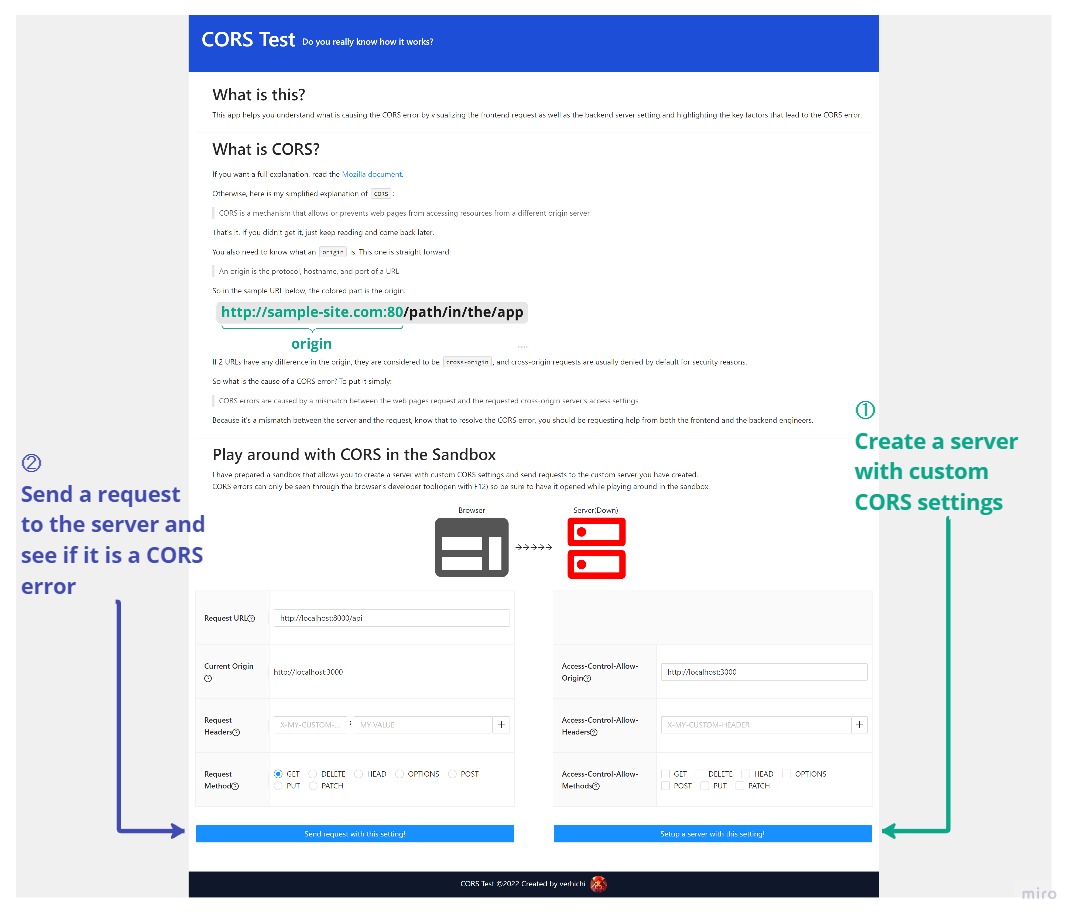 CORS Test Do you really know how it works?
What is this?
This app helps you understand what is causing the CORS error by visualizing the frontend request as well as the backend server setting and highlighting the key factors that lead to the CORS error.
What is CORS?
If you want a full explanation, read the Mozilla document.
Otherwise, here is my simplified explanation of CORS :
CORS is a mechanism that allows or prevents web pages from accessing resources from a different origin server
That's it. If you didn't get it, just keep reading and come back later.
You also need to know what an origin is. This one is straight forward:
An origin is the protocol, hostname, and port of a URL
So in the sample URL below, the colored part is the origin.
http://sample-site.com:80/path/in/the/app
origin
....
If 2 URLs have any difference in the origin, they are considered to be cross-origin, and cross-origin requests are usually denied by default for security reasons.
So what is the cause of a CORS error? To put it simply:
CORS errors are caused by a mismatch between the web pages request and the requested cross-origin server's access settings
Because it's a mismatch between the server and the request, know that to resolve the CORS error, you should be requesting help from both the frontend and the backend engineers.
① 
Create a server
with custom
CORS settings
Play around with CORS in the Sandbox
I have prepared a sandbox that allows you to create a server with custom CORS settings and send requests to the custom server you have created.
CORS errors can only be seen through the browser's developer tool(open with F12) so be sure to have it opened while playing around in the sandbox.
②
Send a request
to the server and
see if it is a CORS
error
Browser
Server(Down)
Request URL
http://localhost:8000/api
Current Origin
http://localhost:3000
Request
Headers
X-MY-CUSTOM-... : MY VALUE +
Request
Method
GET DELETE HEAD OPTIONS POST
PUT PATCH
Send request with this setting!
Access-Control-Allow-
Origin
http://localhost:3000
Access-Control-Allow-
Headers
X-MY-CUSTOM-HEADER +
Access-Control-Allow-
Methods
GET DELETE HEAD OPTIONS
POST PUT PATCH
Setup a server with this setting!
CORS Test ©2022 Created by verhichi
miro